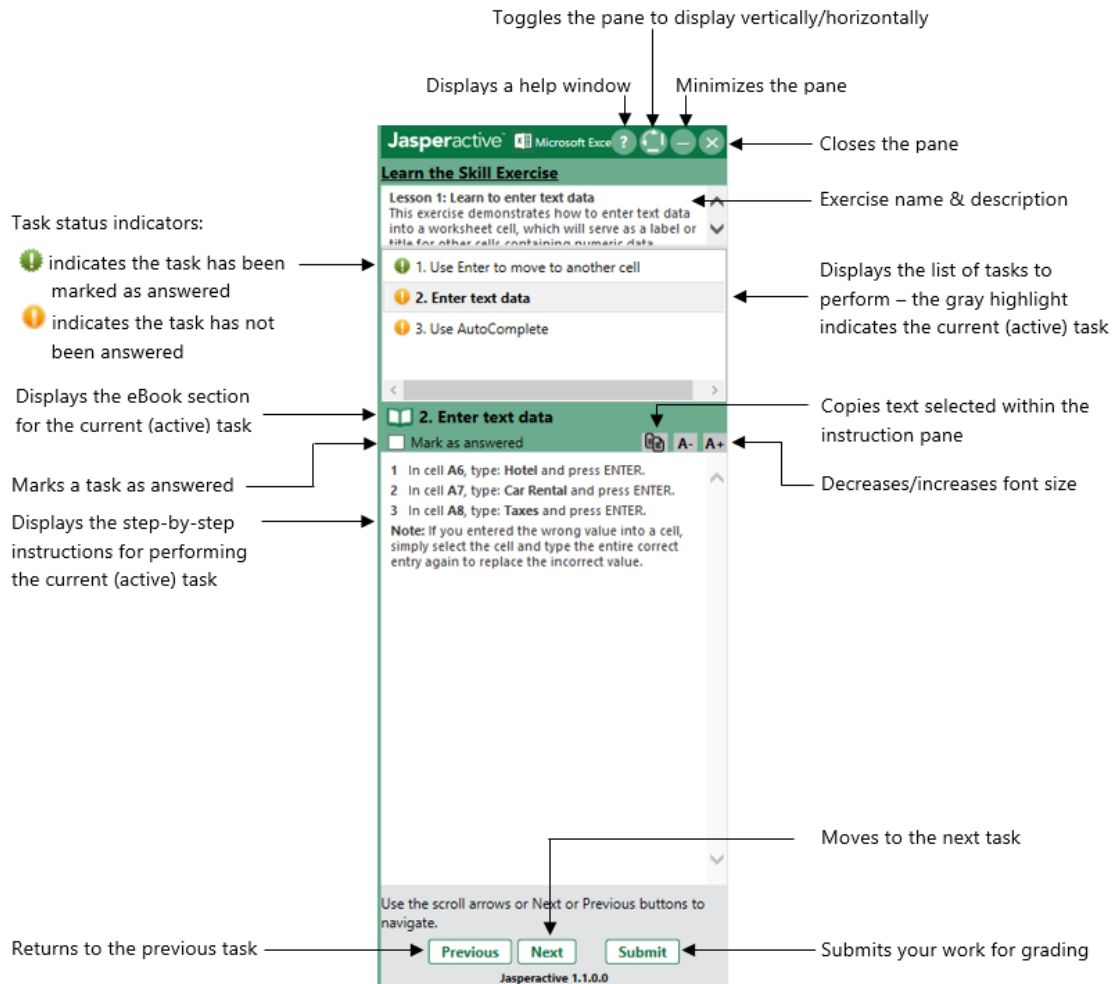 Toggles the pane to display vertically/horizontally
Displays a help window
Minimizes the pane
Jasperactive
Microsoft Exce
?
Closes the pane
Learn the Skill Exercise
Lesson 1: Learn to enter text data
This exercise demonstrates how to enter text data
into a worksheet cell, which will serve as a label or
title for other cells containing numeric data
Exercise name & description
Task status indicators:
indicates the task has been
marked as answered
indicates the task has not
been answered
1. Use Enter to move to another cell
2. Enter text data
3. Use AutoComplete
Displays the list of tasks to
perform – the gray highlight
indicates the current (active) task
Displays the eBook section
for the current (active) task
2. Enter text data
Mark as answered
A- A+
Copies text selected within the
instruction pane
Marks a task as answered
Decreases/increases font size
Displays the step-by-step
instructions for performing
the current (active) task
1 In cell A6, type: Hotel and press ENTER.
2 In cell A7, type: Car Rental and press ENTER.
3 In cell A8, type: Taxes and press ENTER.
Note: If you entered the wrong value into a cell,
simply select the cell and type the entire correct
entry again to replace the incorrect value.
Moves to the next task
Use the scroll arrows or Next or Previous buttons to
navigate.
Returns to the previous task
Previous
Next
Submit
Submits your work for grading
Jasperactive 1.1.0.0